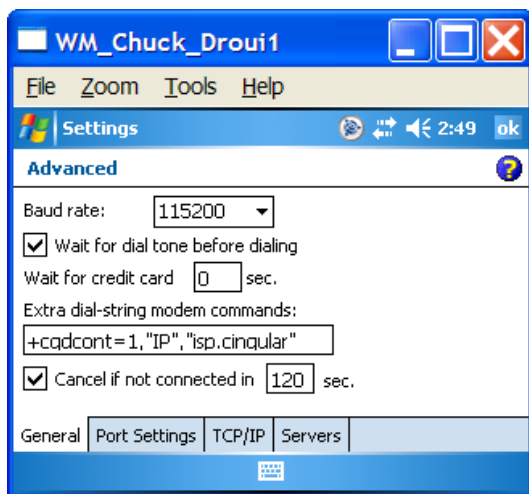 WM_Chuck_Droui1
File Zoom Tools Help
Settings 2:49 ok
Advanced
Baud rate: 115200
Wait for dial tone before dialing
Wait for credit card 0 sec.
Extra dial-string modem commands:
+cgdcont=1,"IP","isp.cingular"
Cancel if not connected in 120 sec.
General Port Settings TCP/IP Servers